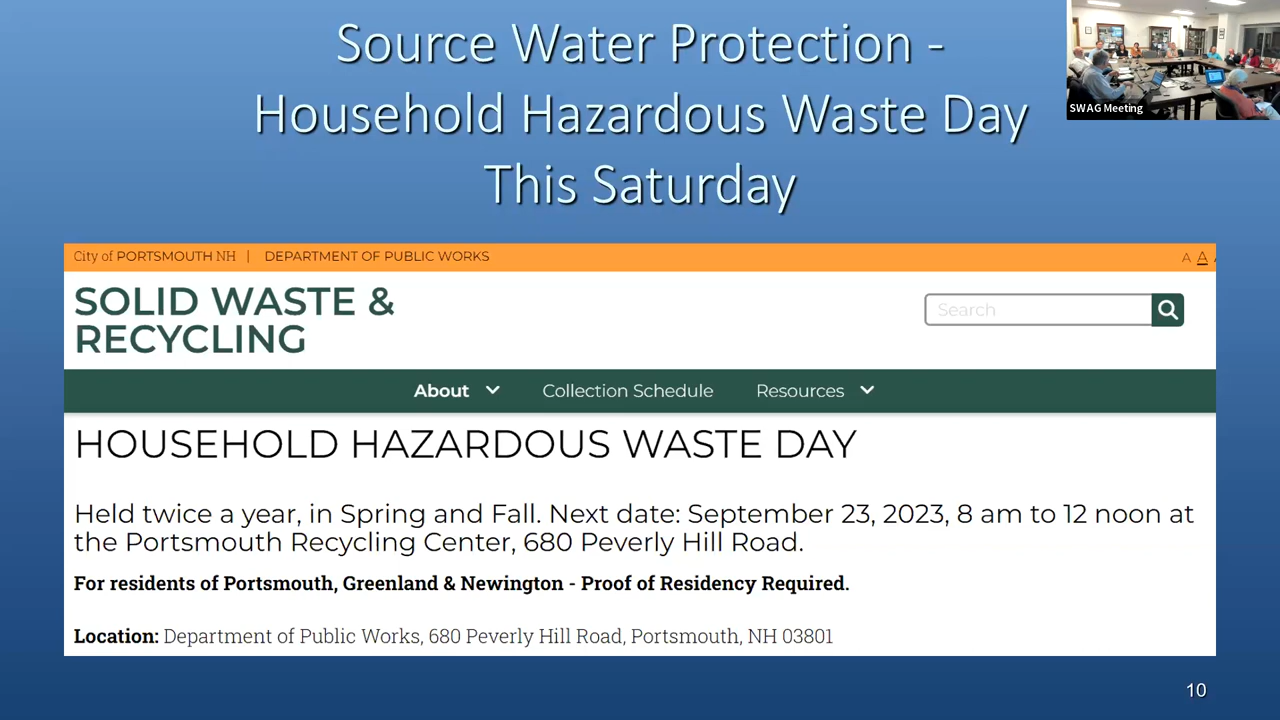 Source Water Protection -
Household Hazardous Waste Day
This Saturday
SWAG Meeting
City of PORTSMOUTH NH | DEPARTMENT OF PUBLIC WORKS
A A
SOLID WASTE &
RECYCLING
Search
About Collection Schedule Resources
HOUSEHOLD HAZARDOUS WASTE DAY
Held twice a year, in Spring and Fall. Next date: September 23, 2023, 8 am to 12 noon at
the Portsmouth Recycling Center, 680 Peverly Hill Road.
For residents of Portsmouth, Greenland & Newington - Proof of Residency Required.
Location: Department of Public Works, 680 Peverly Hill Road, Portsmouth, NH 03801
10